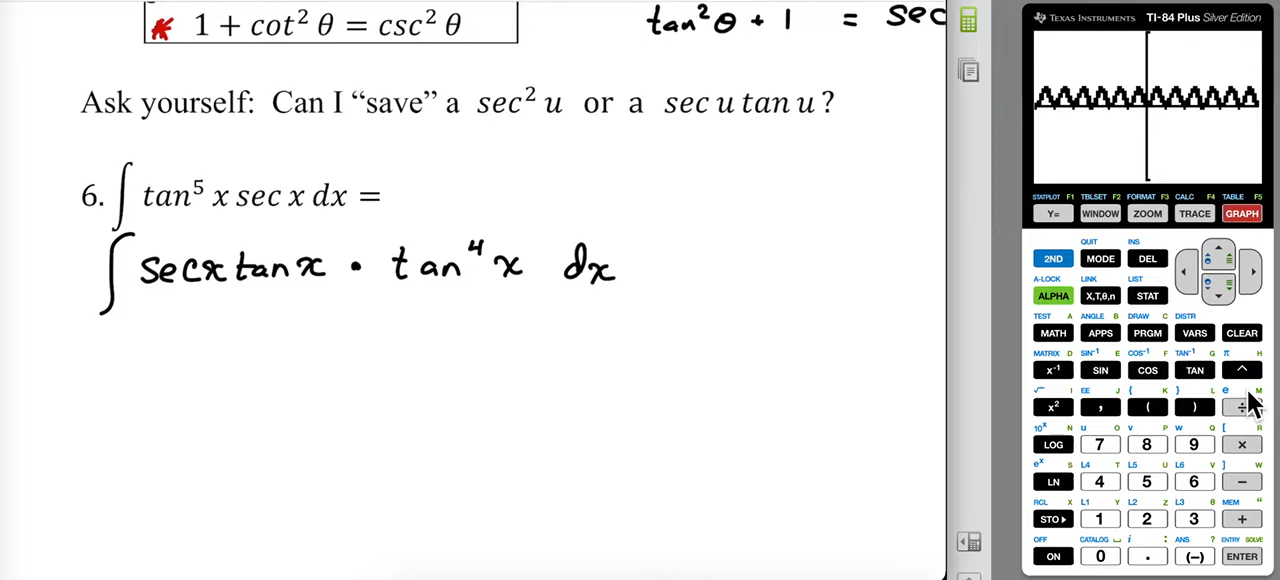 1 + cot² θ = csc² θ
tan²θ + 1 = sec
Ask yourself: Can I “save” a sec² u or a sec u tan u ?
6. ∫ tan⁵ x sec x dx =
∫ secx tanx • tan⁴x dx
TEXAS INSTRUMENTS TI-84 Plus Silver Edition
STATPLOT F1 TBLSET F2 FORMAT F3 CALC F4 TABLE F5
Y= WINDOW ZOOM TRACE GRAPH
QUIT INS
2ND MODE DEL
A-LOCK LINK LIST
ALPHA X,T,θ,n STAT
TEST A ANGLE B DRAW C DISTR
MATH APPS PRGM VARS CLEAR
MATRIX D SIN⁻¹ E COS⁻¹ F TAN⁻¹ G π H
x⁻¹ SIN COS TAN ^
√ I EE J { K } L e M
x² , ( ) ÷
10ˣ N u O v P w Q [ R
LOG 7 8 9 ×
eˣ S L4 T L5 U L6 V ] W
LN 4 5 6 −
RCL X L1 Y L2 Z L3 θ MEM “
STO▸ 1 2 3 +
OFF CATALOG ⎵ i : ANS ? ENTRY SOLVE
ON 0 . (−) ENTER